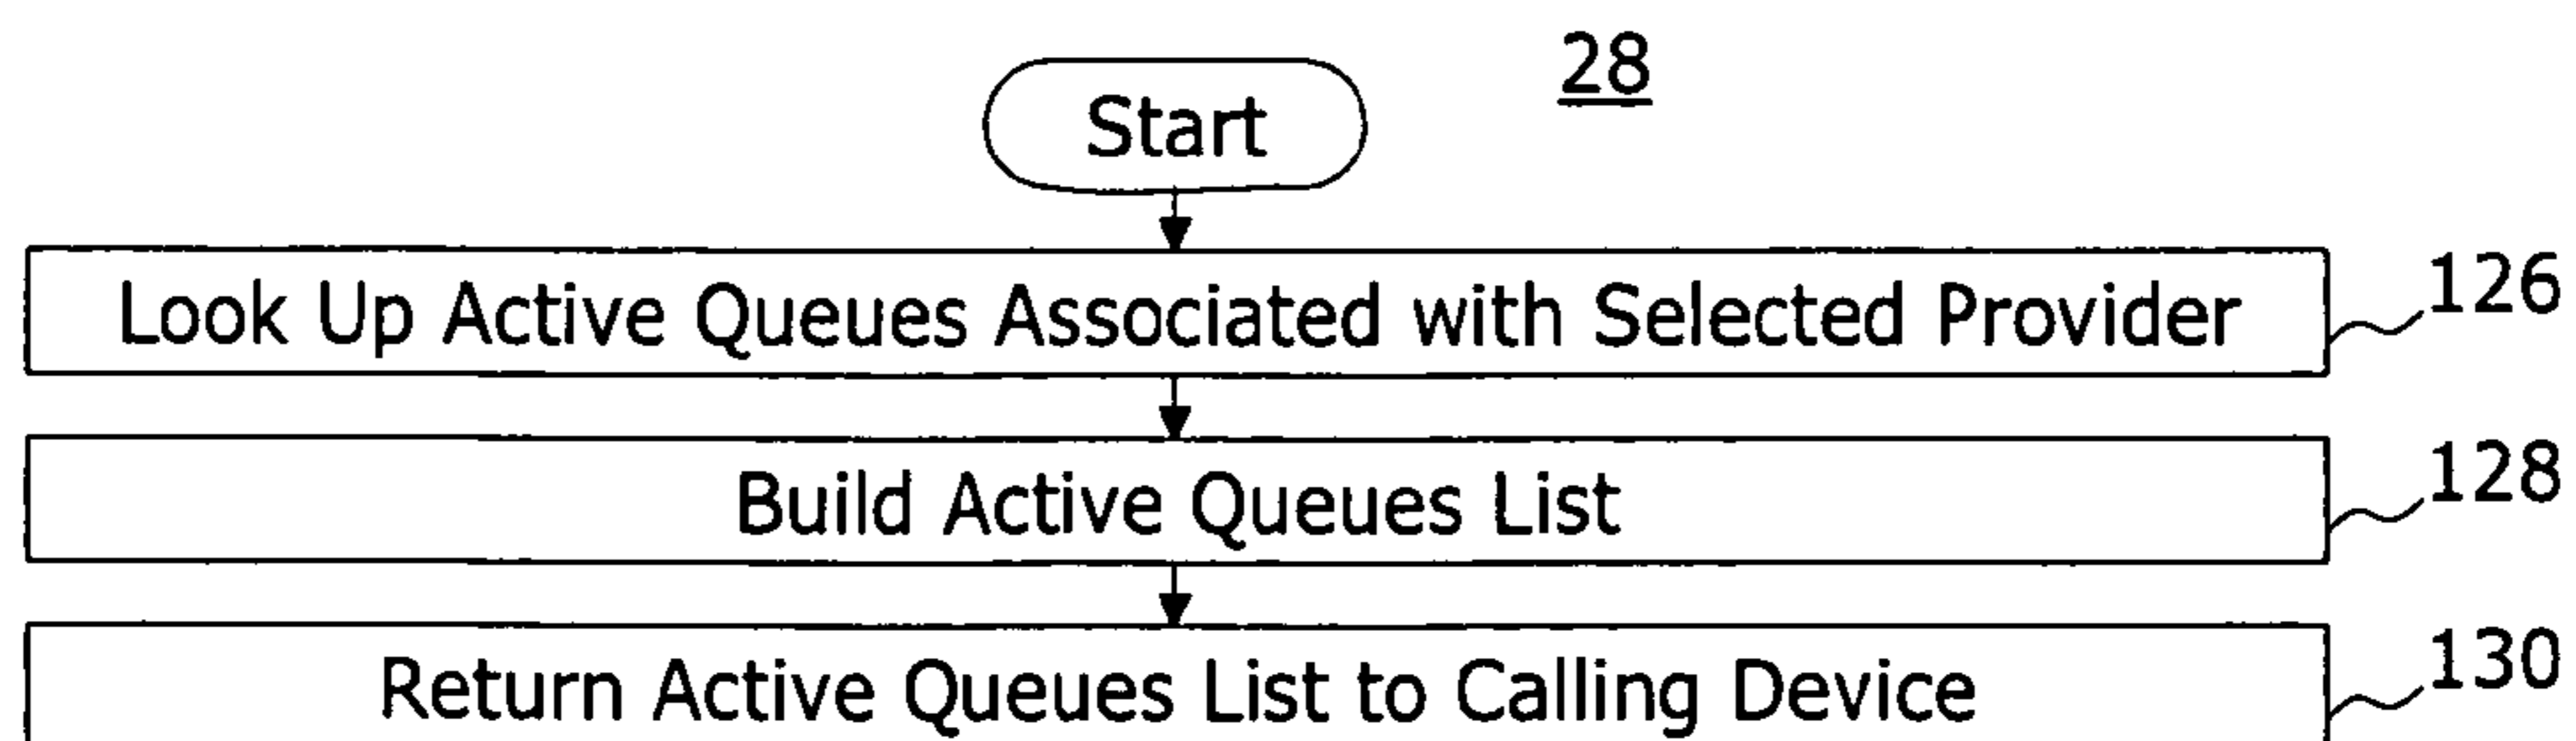 28
Start
Look Up Active Queues Associated with Selected Provider
126
Build Active Queues List
128
Return Active Queues List to Calling Device
130